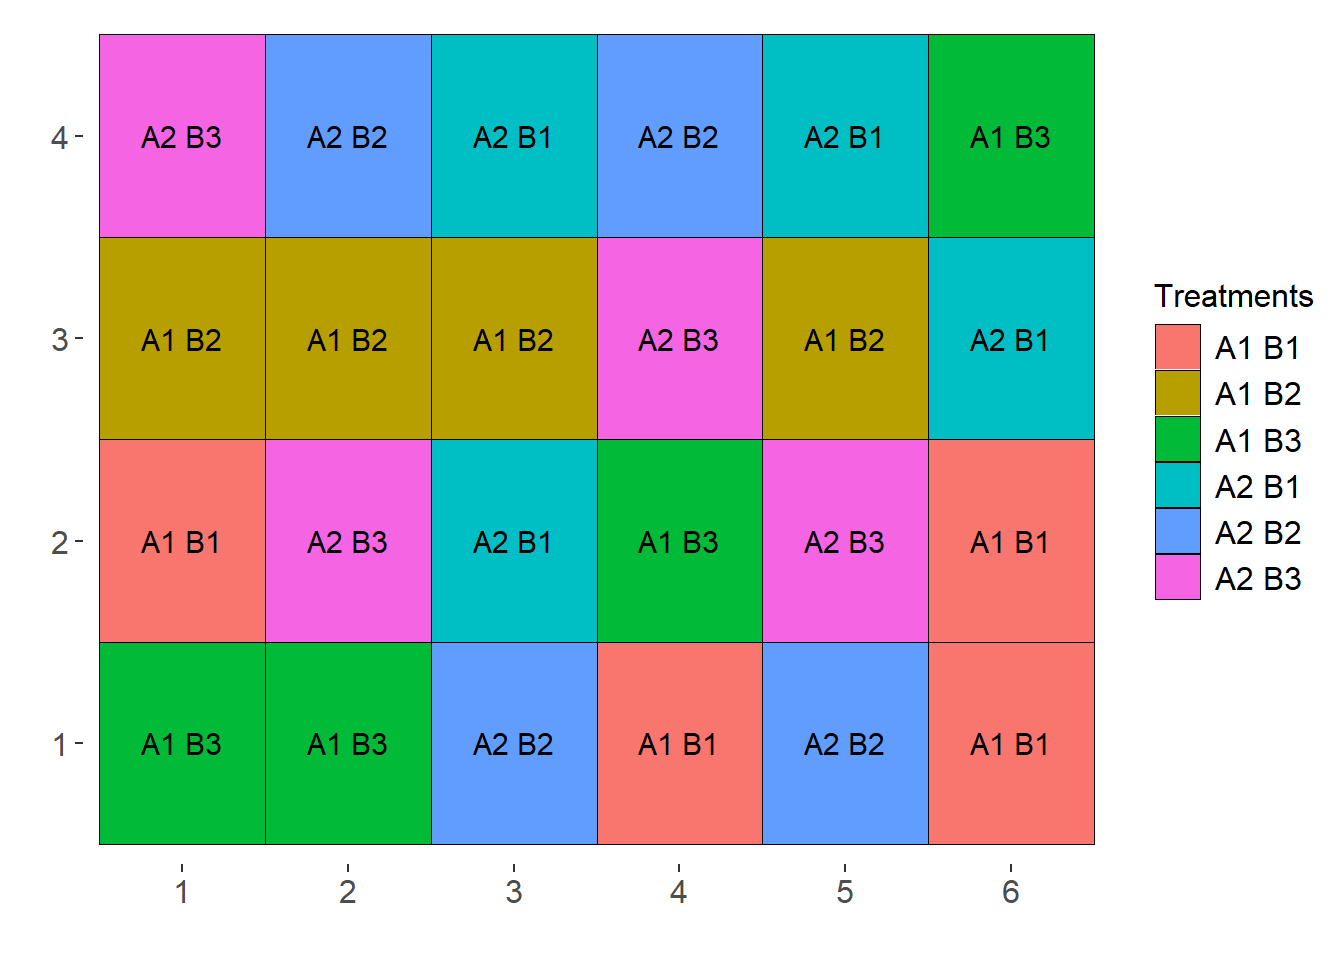 4 A2 B3 A2 B2 A2 B1 A2 B2 A2 B1 A1 B3
3 A1 B2 A1 B2 A1 B2 A2 B3 A1 B2 A2 B1
2 A1 B1 A2 B3 A2 B1 A1 B3 A2 B3 A1 B1
1 A1 B3 A1 B3 A2 B2 A1 B1 A2 B2 A1 B1
1 2 3 4 5 6
Treatments
A1 B1
A1 B2
A1 B3
A2 B1
A2 B2
A2 B3